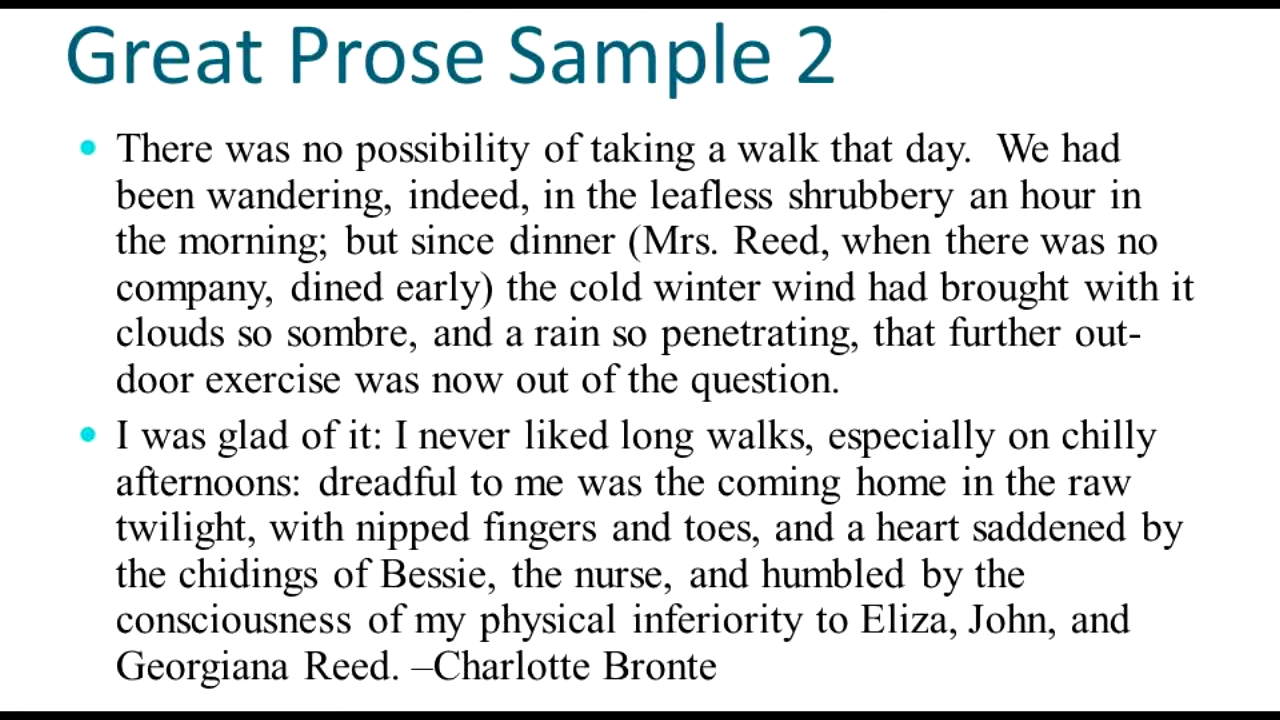 Great Prose Sample 2
• There was no possibility of taking a walk that day. We had
been wandering, indeed, in the leafless shrubbery an hour in
the morning; but since dinner (Mrs. Reed, when there was no
company, dined early) the cold winter wind had brought with it
clouds so sombre, and a rain so penetrating, that further out-
door exercise was now out of the question.
• I was glad of it: I never liked long walks, especially on chilly
afternoons: dreadful to me was the coming home in the raw
twilight, with nipped fingers and toes, and a heart saddened by
the chidings of Bessie, the nurse, and humbled by the
consciousness of my physical inferiority to Eliza, John, and
Georgiana Reed. –Charlotte Bronte